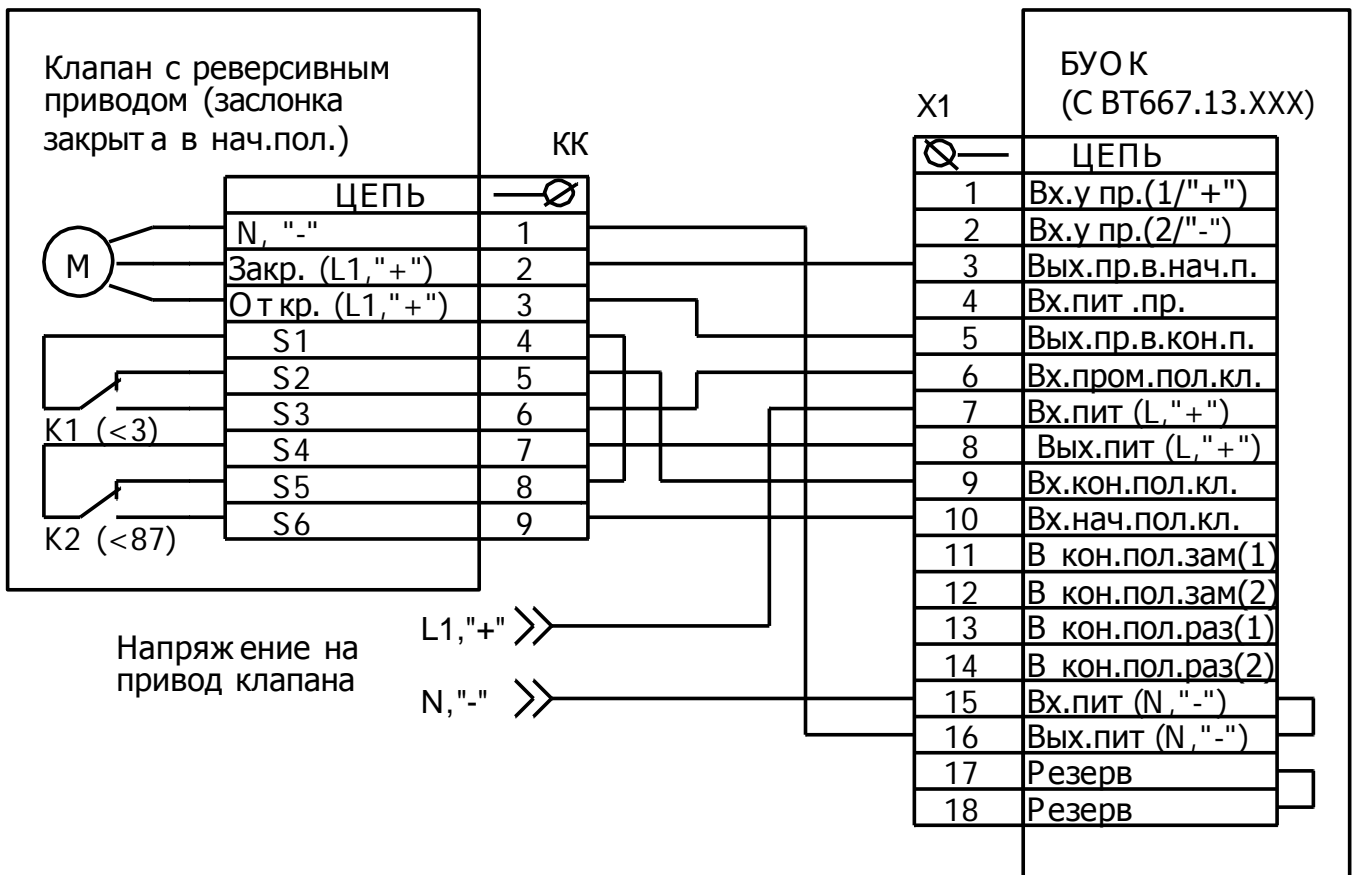 Клапан с реверсивным
приводом (заслонка
закрыта в нач.пол.)
КК
ЦЕПЬ
N, "-" 1
Закр. (L1,"+") 2
Откр. (L1,"+") 3
S1 4
S2 5
S3 6
S4 7
S5 8
S6 9
М
К1 (<3)
К2 (<87)
Напряжение на
привод клапана
L1,"+"
N,"-"
БУОК
(СВТ667.13.ХХХ)
X1
ЦЕПЬ
1 Вх.упр.(1/"+")
2 Вх.упр.(2/"-")
3 Вых.пр.в.нач.п.
4 Вх.пит.пр.
5 Вых.пр.в.кон.п.
6 Вх.пром.пол.кл.
7 Вх.пит (L,"+")
8 Вых.пит (L,"+")
9 Вх.кон.пол.кл.
10 Вх.нач.пол.кл.
11 В кон.пол.зам(1)
12 В кон.пол.зам(2)
13 В кон.пол.раз(1)
14 В кон.пол.раз(2)
15 Вх.пит (N,"-")
16 Вых.пит (N,"-")
17 Резерв
18 Резерв